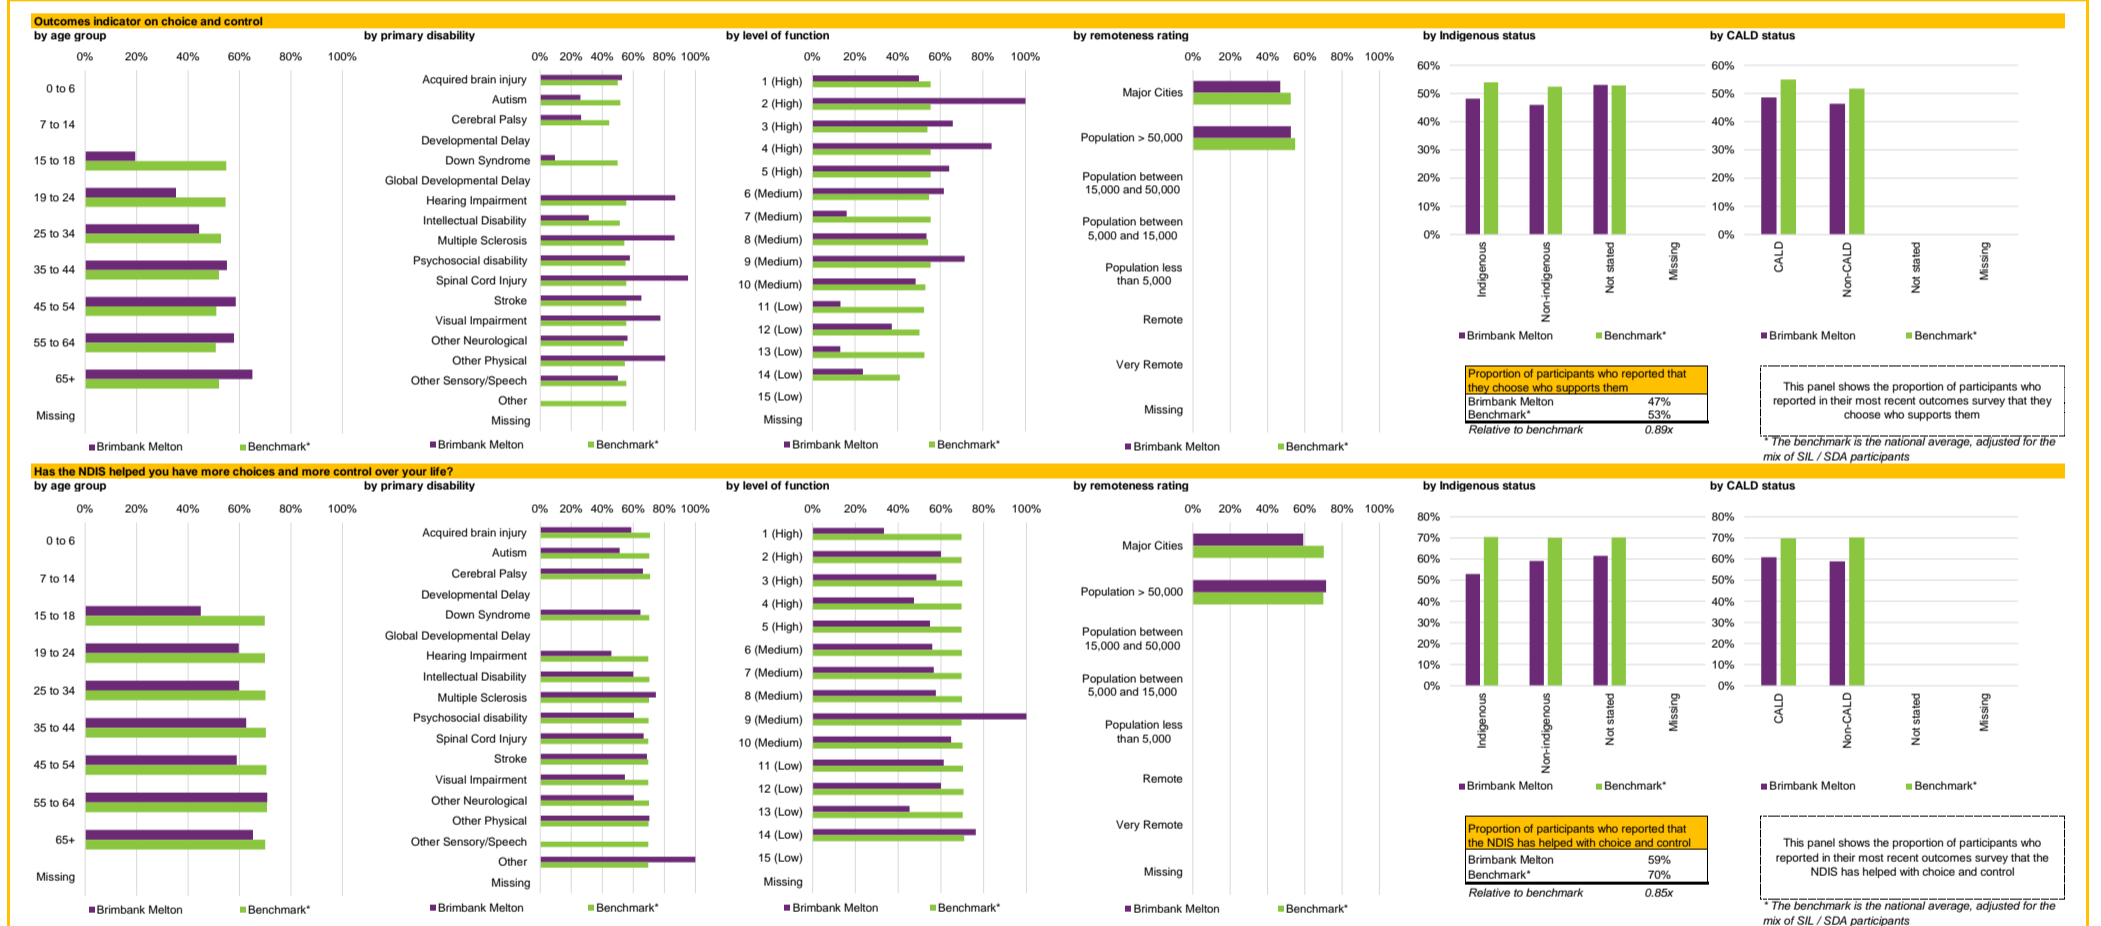 Outcomes indicator on choice and control
by age group
0% 20% 40% 60% 80% 100%
0 to 6
7 to 14
15 to 18
19 to 24
25 to 34
35 to 44
45 to 54
55 to 64
65+
Missing
Brimbank Melton Benchmark*
by primary disability
0% 20% 40% 60% 80% 100%
Acquired brain injury
Autism
Cerebral Palsy
Developmental Delay
Down Syndrome
Global Developmental Delay
Hearing Impairment
Intellectual Disability
Multiple Sclerosis
Psychosocial disability
Spinal Cord Injury
Stroke
Visual Impairment
Other Neurological
Other Physical
Other Sensory/Speech
Other
Missing
Brimbank Melton Benchmark*
by level of function
0% 20% 40% 60% 80% 100%
1 (High)
2 (High)
3 (High)
4 (High)
5 (High)
6 (Medium)
7 (Medium)
8 (Medium)
9 (Medium)
10 (Medium)
11 (Low)
12 (Low)
13 (Low)
14 (Low)
15 (Low)
Missing
Brimbank Melton Benchmark*
by remoteness rating
0% 20% 40% 60% 80% 100%
Major Cities
Population > 50,000
Population between
15,000 and 50,000
Population between
5,000 and 15,000
Population less
than 5,000
Remote
Very Remote
Missing
Brimbank Melton Benchmark*
by Indigenous status
60%
50%
40%
30%
20%
10%
0%
Indigenous
Non-indigenous
Not stated
Missing
Brimbank Melton Benchmark*
by CALD status
60%
50%
40%
30%
20%
10%
0%
CALD
Non-CALD
Not stated
Missing
Brimbank Melton Benchmark*
Proportion of participants who reported that
they choose who supports them
Brimbank Melton 47%
Benchmark* 53%
Relative to benchmark 0.89x
This panel shows the proportion of participants who
reported in their most recent outcomes survey that they
choose who supports them
* The benchmark is the national average, adjusted for the
mix of SIL / SDA participants
Has the NDIS helped you have more choices and more control over your life?
by age group
0% 20% 40% 60% 80% 100%
0 to 6
7 to 14
15 to 18
19 to 24
25 to 34
35 to 44
45 to 54
55 to 64
65+
Missing
Brimbank Melton Benchmark*
by primary disability
0% 20% 40% 60% 80% 100%
Acquired brain injury
Autism
Cerebral Palsy
Developmental Delay
Down Syndrome
Global Developmental Delay
Hearing Impairment
Intellectual Disability
Multiple Sclerosis
Psychosocial disability
Spinal Cord Injury
Stroke
Visual Impairment
Other Neurological
Other Physical
Other Sensory/Speech
Other
Missing
Brimbank Melton Benchmark*
by level of function
0% 20% 40% 60% 80% 100%
1 (High)
2 (High)
3 (High)
4 (High)
5 (High)
6 (Medium)
7 (Medium)
8 (Medium)
9 (Medium)
10 (Medium)
11 (Low)
12 (Low)
13 (Low)
14 (Low)
15 (Low)
Missing
Brimbank Melton Benchmark*
by remoteness rating
0% 20% 40% 60% 80% 100%
Major Cities
Population > 50,000
Population between
15,000 and 50,000
Population between
5,000 and 15,000
Population less
than 5,000
Remote
Very Remote
Missing
Brimbank Melton Benchmark*
by Indigenous status
80%
70%
60%
50%
40%
30%
20%
10%
0%
Indigenous
Non-indigenous
Not stated
Missing
Brimbank Melton Benchmark*
by CALD status
80%
70%
60%
50%
40%
30%
20%
10%
0%
CALD
Non-CALD
Not stated
Missing
Brimbank Melton Benchmark*
Proportion of participants who reported that
the NDIS has helped with choice and control
Brimbank Melton 59%
Benchmark* 70%
Relative to benchmark 0.85x
This panel shows the proportion of participants who
reported in their most recent outcomes survey that the
NDIS has helped with choice and control
* The benchmark is the national average, adjusted for the
mix of SIL / SDA participants